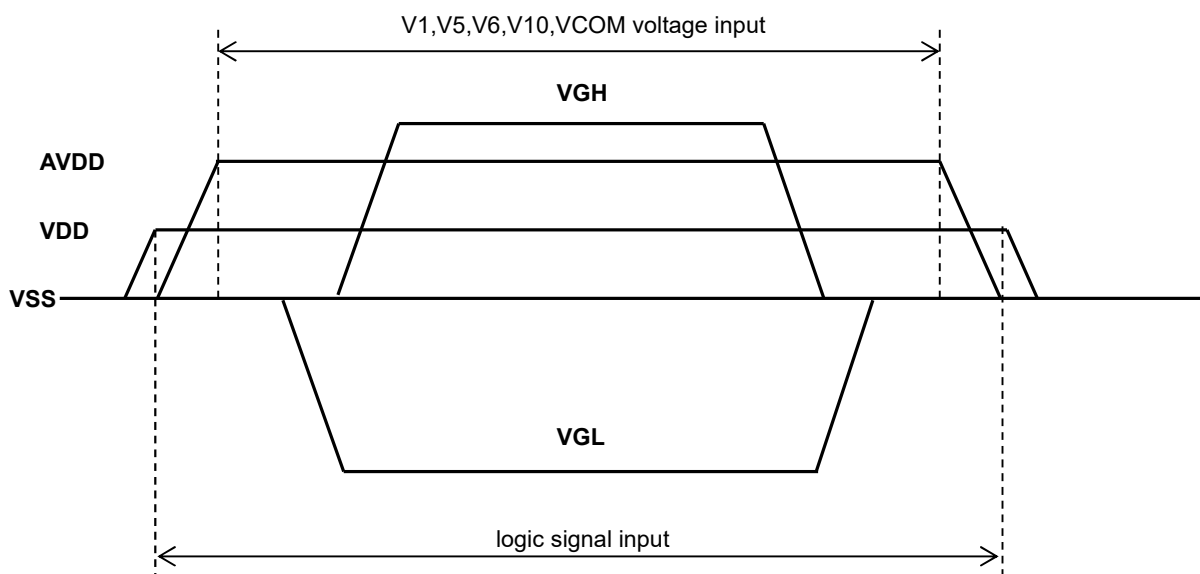 V1,V5,V6,V10,VCOM voltage input
VGH
AVDD
VDD
VSS
VGL
logic signal input